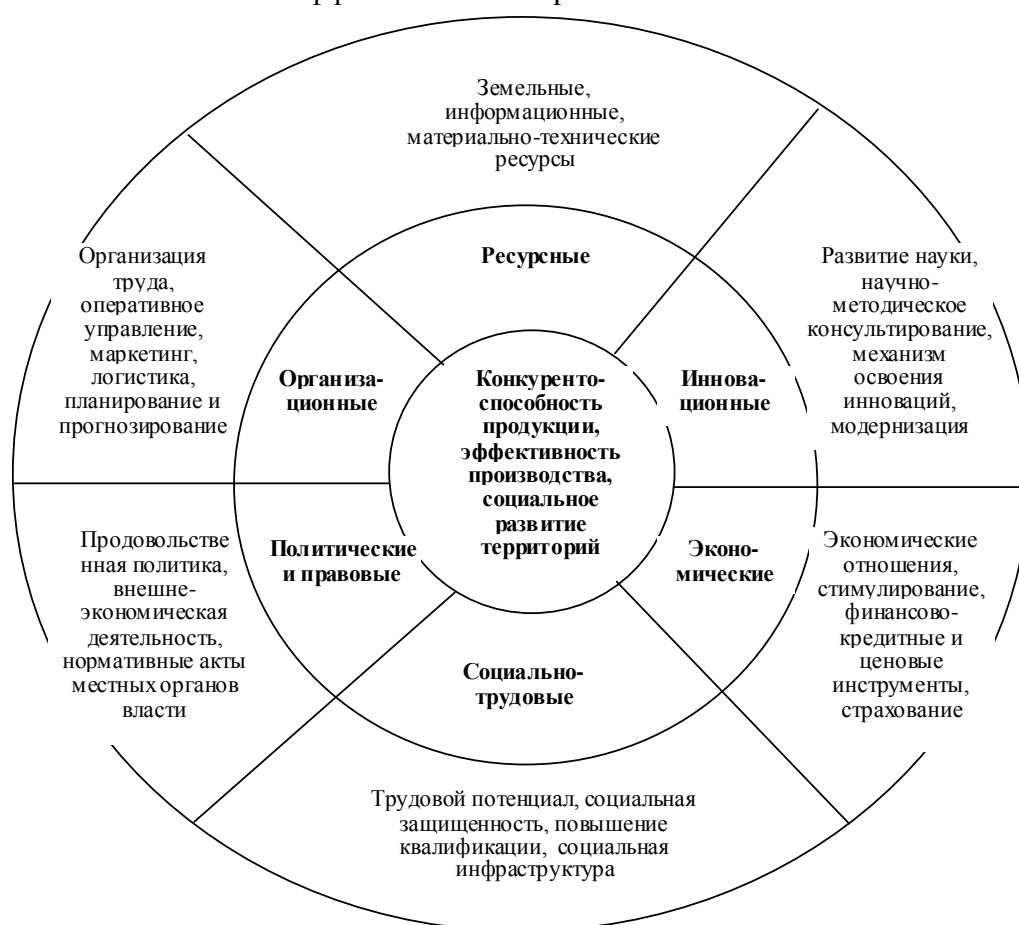 Земельные,
информационные,
материально-технические
ресурсы
Ресурсные
Организация
труда,
оперативное
управление,
маркетинг,
логистика,
планирование и
прогнозирование
Организа-
ционные
Конкуренто-
способность
продукции,
эффективность
производства,
социальное
развитие
территорий
Иннова-
ционные
Развитие науки,
научно-
методическое
консультирование,
механизм
освоения
инноваций,
модернизация
Продовольстве
нная политика,
внешне-
экономическая
деятельность,
нормативные акты
местных органов
власти
Политические
и правовые
Эконо-
мические
Экономические
отношения,
стимулирование,
финансово-
кредитные и
ценовые
инструменты,
страхование
Социально-
трудовые
Трудовой потенциал, социальная
защищенность, повышение
квалификации, социальная
инфраструктура